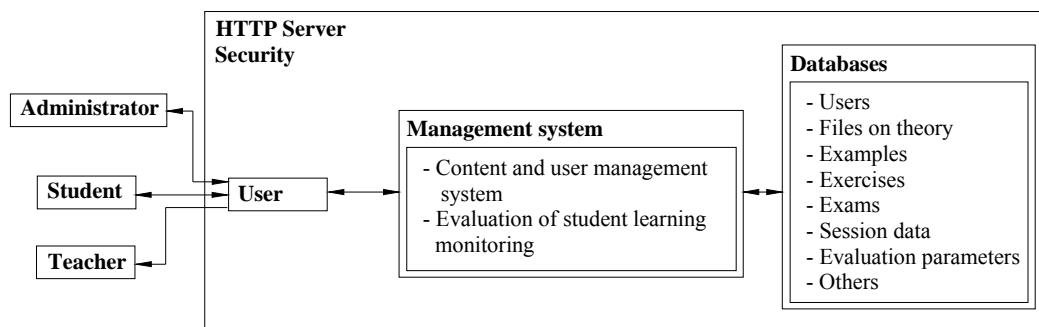 HTTP Server
Security
Administrator
Student
Teacher
User
Management system
- Content and user management
system
- Evaluation of student learning
monitoring
Databases
- Users
- Files on theory
- Examples
- Exercises
- Exams
- Session data
- Evaluation parameters
- Others